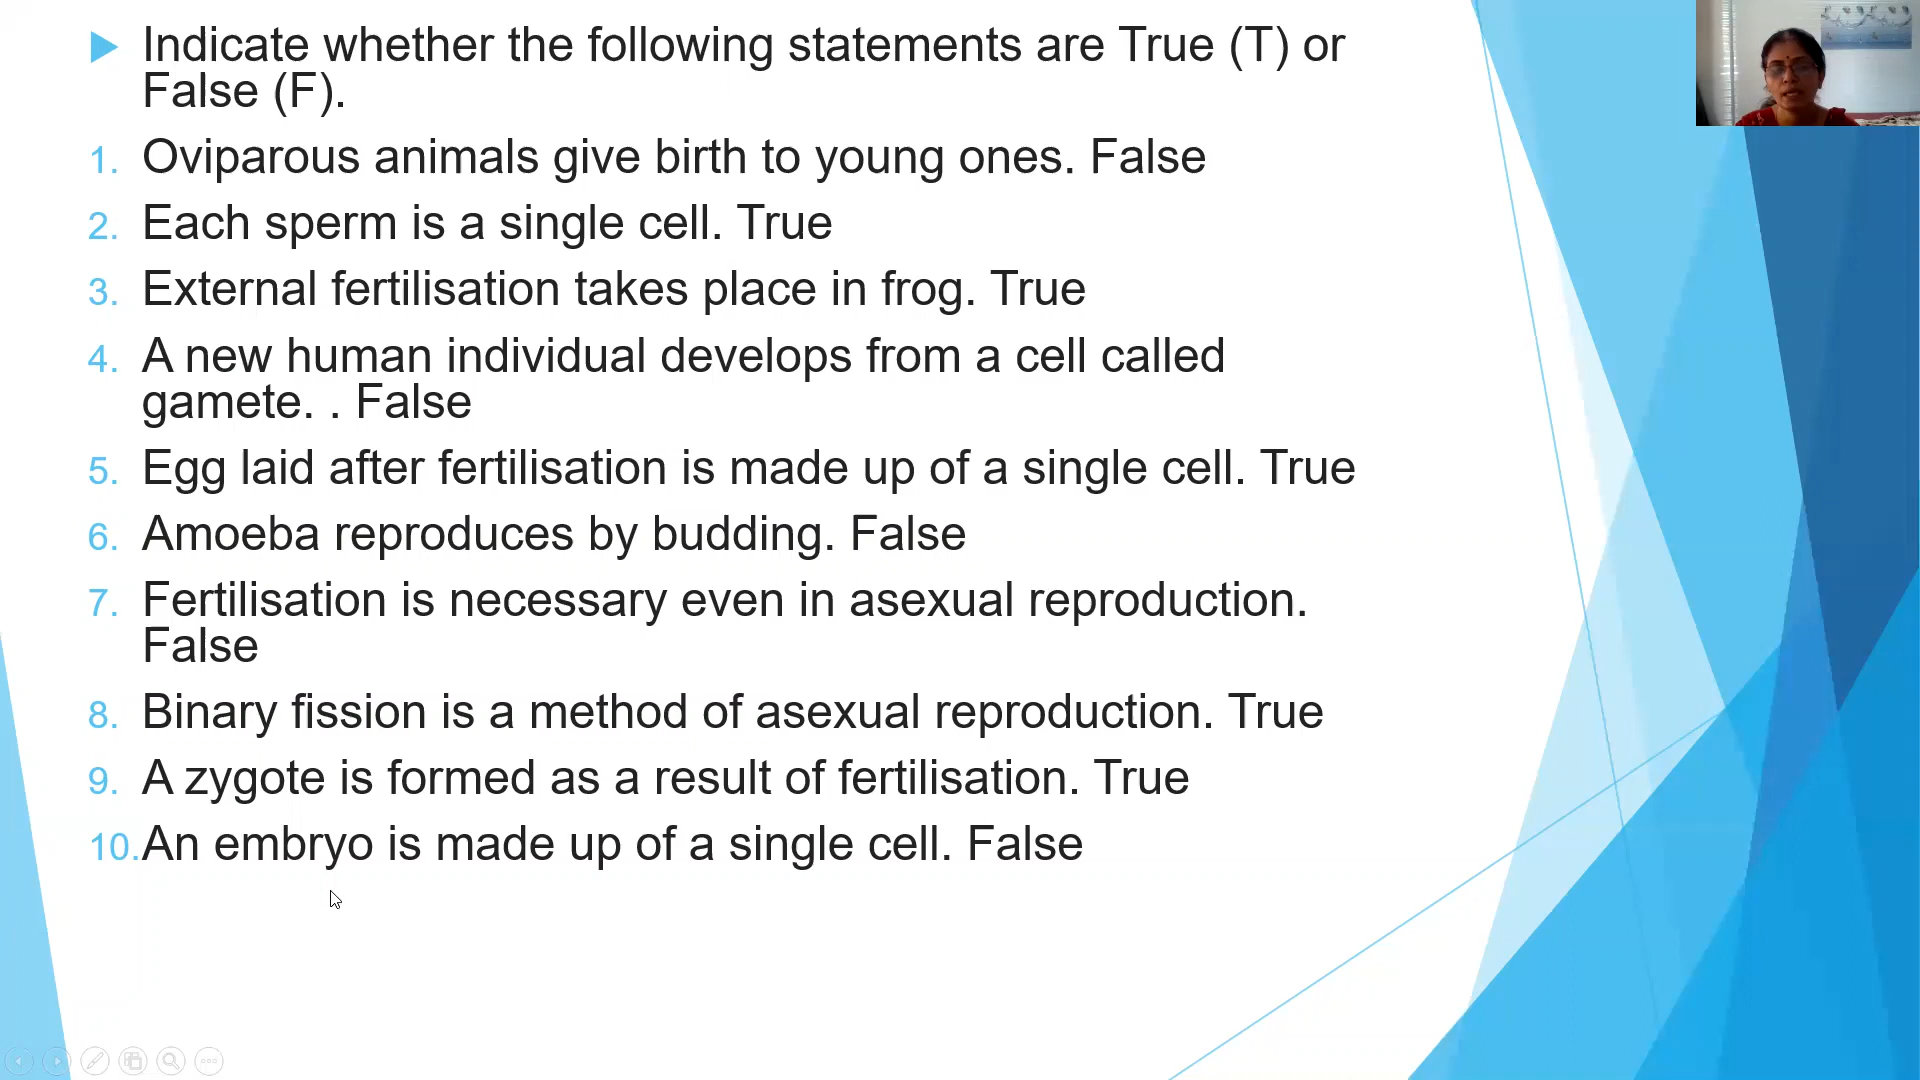 Indicate whether the following statements are True (T) or
False (F).
1. Oviparous animals give birth to young ones. False
2. Each sperm is a single cell. True
3. External fertilisation takes place in frog. True
4. A new human individual develops from a cell called
gamete. . False
5. Egg laid after fertilisation is made up of a single cell. True
6. Amoeba reproduces by budding. False
7. Fertilisation is necessary even in asexual reproduction.
False
8. Binary fission is a method of asexual reproduction. True
9. A zygote is formed as a result of fertilisation. True
10. An embryo is made up of a single cell. False